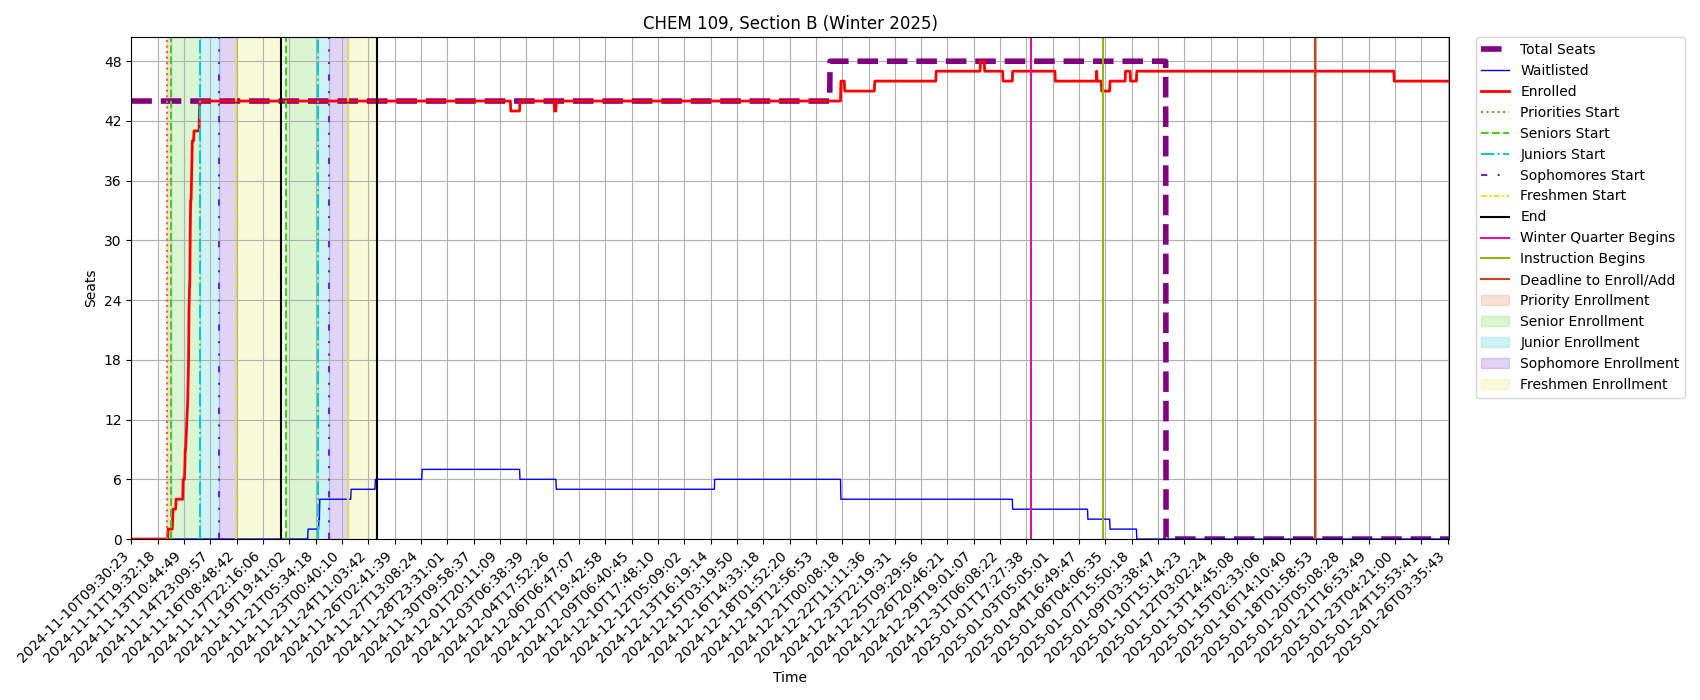 CHEM 109, Section B (Winter 2025)
Seats
48
42
36
30
24
18
12
6
0
2024-11-10T09:30:23
2024-11-11T19:32:18
2024-11-13T10:44:49
2024-11-14T23:09:57
2024-11-16T08:48:42
2024-11-17T22:16:06
2024-11-19T19:41:02
2024-11-21T05:34:18
2024-11-23T00:40:10
2024-11-24T11:03:42
2024-11-26T02:41:39
2024-11-27T13:08:24
2024-11-28T23:31:01
2024-11-30T09:58:37
2024-12-01T20:11:09
2024-12-03T06:38:39
2024-12-04T17:52:26
2024-12-06T06:47:07
2024-12-07T19:42:58
2024-12-09T06:40:45
2024-12-10T17:48:10
2024-12-12T05:09:02
2024-12-13T16:19:14
2024-12-15T03:19:50
2024-12-16T14:33:18
2024-12-18T01:52:20
2024-12-19T12:56:53
2024-12-21T00:08:18
2024-12-22T11:11:36
2024-12-23T22:19:31
2024-12-25T09:29:56
2024-12-26T20:46:21
2024-12-29T19:01:07
2024-12-31T06:08:22
2025-01-01T17:27:38
2025-01-03T05:05:01
2025-01-04T16:49:47
2025-01-06T04:06:35
2025-01-07T15:50:18
2025-01-09T03:38:47
2025-01-10T15:14:23
2025-01-12T03:02:24
2025-01-13T14:45:08
2025-01-15T02:33:06
2025-01-16T14:10:40
2025-01-18T01:58:53
2025-01-20T05:08:28
2025-01-21T16:53:49
2025-01-23T04:21:00
2025-01-24T15:53:41
2025-01-26T03:35:43
Time
Total Seats
Waitlisted
Enrolled
Priorities Start
Seniors Start
Juniors Start
Sophomores Start
Freshmen Start
End
Winter Quarter Begins
Instruction Begins
Deadline to Enroll/Add
Priority Enrollment
Senior Enrollment
Junior Enrollment
Sophomore Enrollment
Freshmen Enrollment